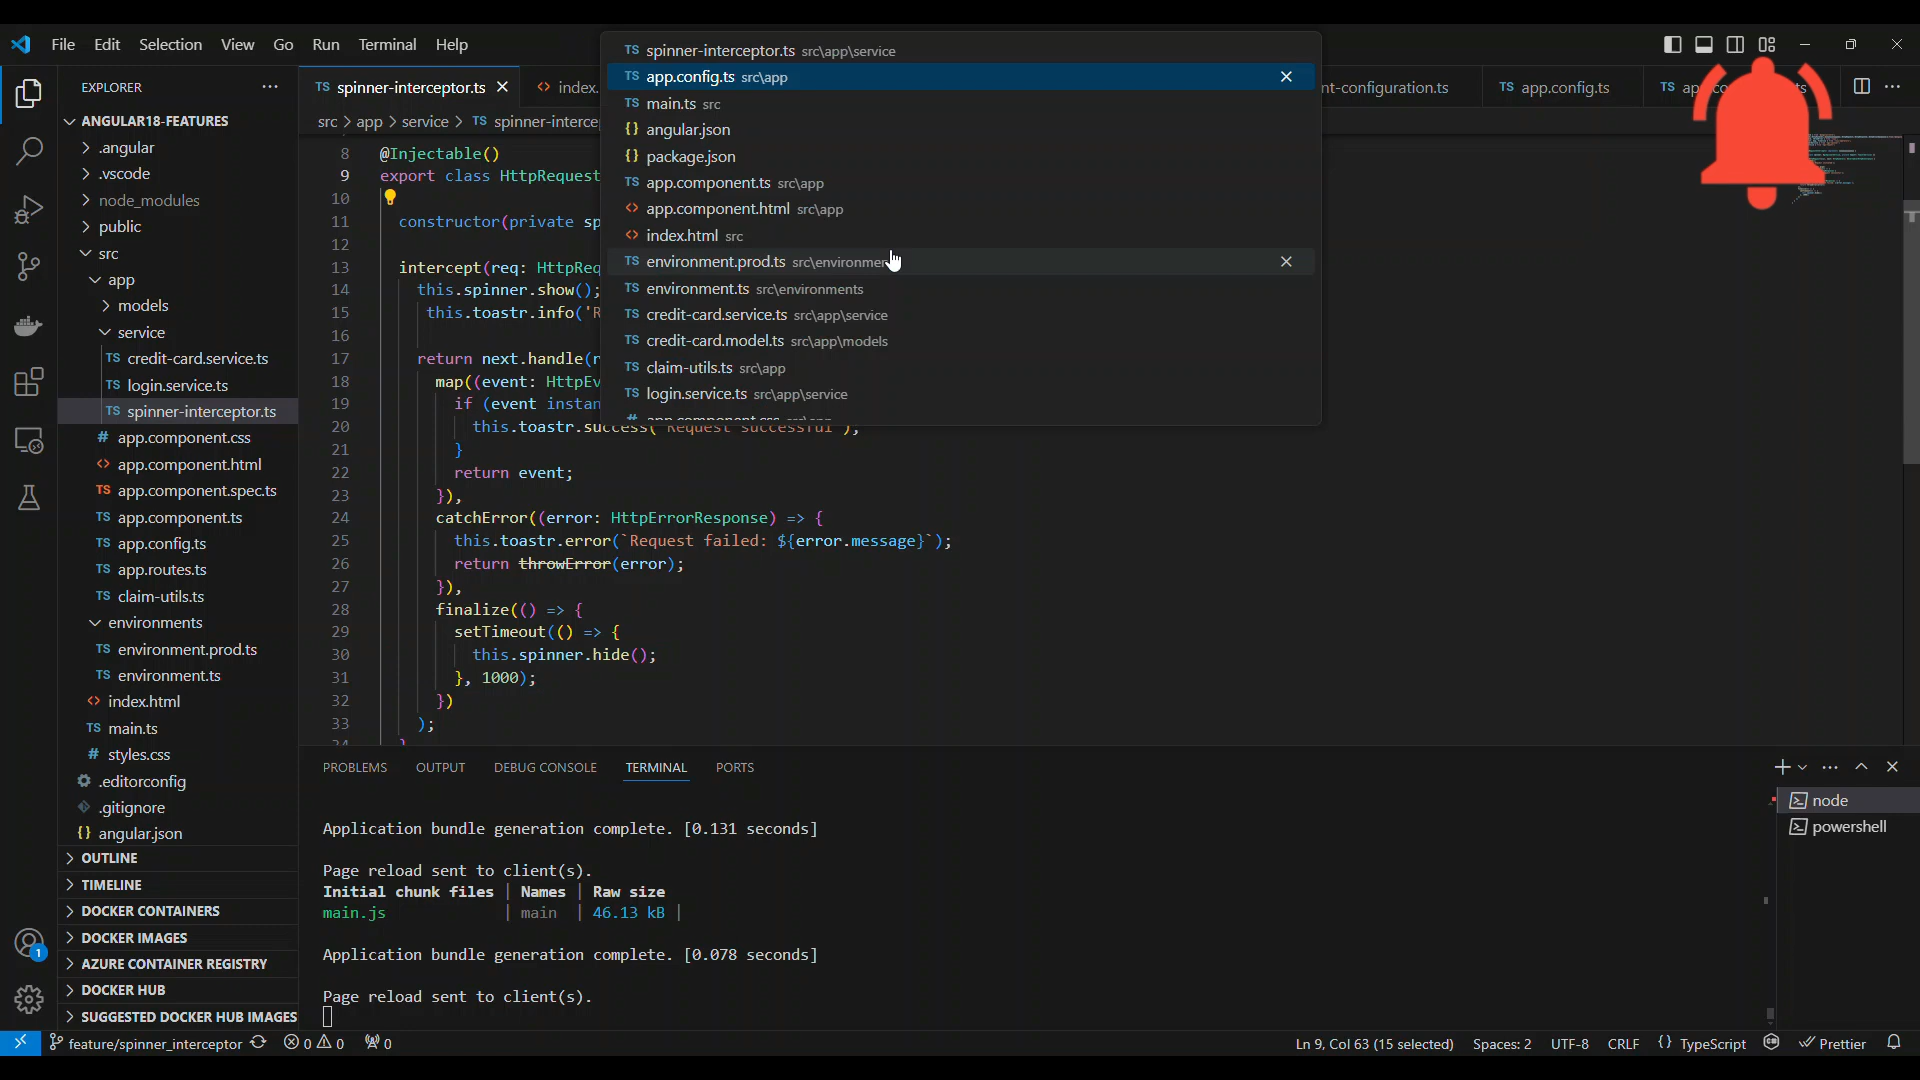 File Edit Selection View Go Run Terminal Help
EXPLORER
ANGULAR18-FEATURES
.angular
.vscode
node_modules
public
src
app
models
service
TS credit-card.service.ts
TS login.service.ts
TS spinner-interceptor.ts
# app.component.css
<> app.component.html
TS app.component.spec.ts
TS app.component.ts
TS app.config.ts
TS app.routes.ts
TS claim-utils.ts
environments
TS environment.prod.ts
TS environment.ts
<> index.html
TS main.ts
# styles.css
.editorconfig
.gitignore
{} angular.json
OUTLINE
TIMELINE
DOCKER CONTAINERS
DOCKER IMAGES
AZURE CONTAINER REGISTRY
DOCKER HUB
SUGGESTED DOCKER HUB IMAGES
TS spinner-interceptor.ts
<> index.
nt-configuration.ts
TS app.config.ts
TS
src > app > service > TS spinner-interce
TS spinner-interceptor.ts src\app\service
TS app.config.ts src\app
TS main.ts src
{} angular.json
{} package.json
TS app.component.ts src\app
<> app.component.html src\app
<> index.html src
TS environment.prod.ts src\environmen
TS environment.ts src\environments
TS credit-card.service.ts src\app\service
TS credit-card.model.ts src\app\models
TS claim-utils.ts src\app
TS login.service.ts src\app\service
# app.component.css src\app
8 @Injectable()
9 export class HttpRequest
10
11 constructor(private sp
12
13 intercept(req: HttpReq
14 this.spinner.show();
15 this.toastr.info('R
16
17 return next.handle(r
18 map((event: HttpEv
19 if (event instan
20 this.toastr.success('Request successful');
21 }
22 return event;
23 }),
24 catchError((error: HttpErrorResponse) => {
25 this.toastr.error(`Request failed: ${error.message}`);
26 return throwError(error);
27 }),
28 finalize(() => {
29 setTimeout(() => {
30 this.spinner.hide();
31 }, 1000);
32 })
33 );
34 }
PROBLEMS OUTPUT DEBUG CONSOLE TERMINAL PORTS
Application bundle generation complete. [0.131 seconds]
Page reload sent to client(s).
Initial chunk files | Names | Raw size
main.js | main | 46.13 kB |
Application bundle generation complete. [0.078 seconds]
Page reload sent to client(s).
node
powershell
1
feature/spinner_interceptor 0 0 0
Ln 9, Col 63 (15 selected) Spaces: 2 UTF-8 CRLF {} TypeScript Prettier